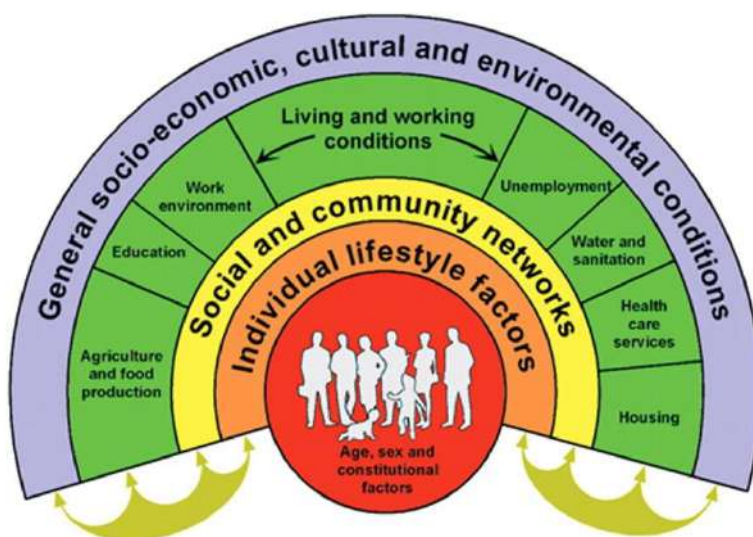 General socio-economic, cultural and environmental conditions
Living and working
conditions
Work
environment
Education
Agriculture
and food
production
Unemployment
Water and
sanitation
Health
care
services
Housing
Social and community networks
Individual lifestyle factors
Age, sex and
constitutional
factors